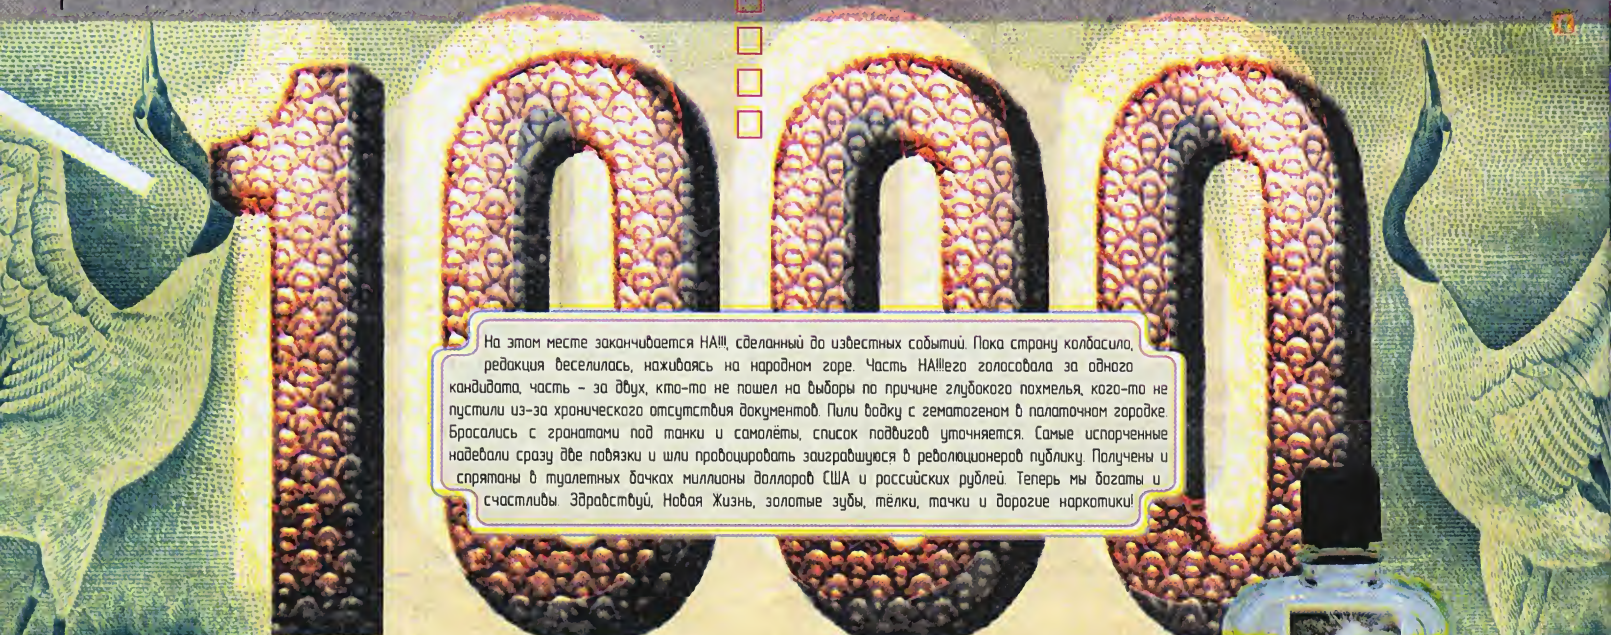 1000
На этом месте заканчивается НА!!!, сделанный до известных событий. Пока страну колбасило,
редакция веселилась, наживаясь на народном горе. Часть НА!!!его голосовала за одного
кандидата, часть – за двух, кто-то не пошел на выборы по причине глубокого похмелья, кого-то не
пустили из-за хронического отсутствия документов. Пили водку с гематогеном в палаточном городке.
Бросались с гранатами под танки и самолёты, список подвигов уточняется. Самые испорченные
надевали сразу две повязки и шли провоцировать заигравшуюся в революционеров публику. Получены и
спрятаны в туалетных бачках миллионы долларов США и российских рублей. Теперь мы богаты и
счастливы. Здравствуй, Новая Жизнь, золотые зубы, тёлки, тачки и дорогие наркотики!